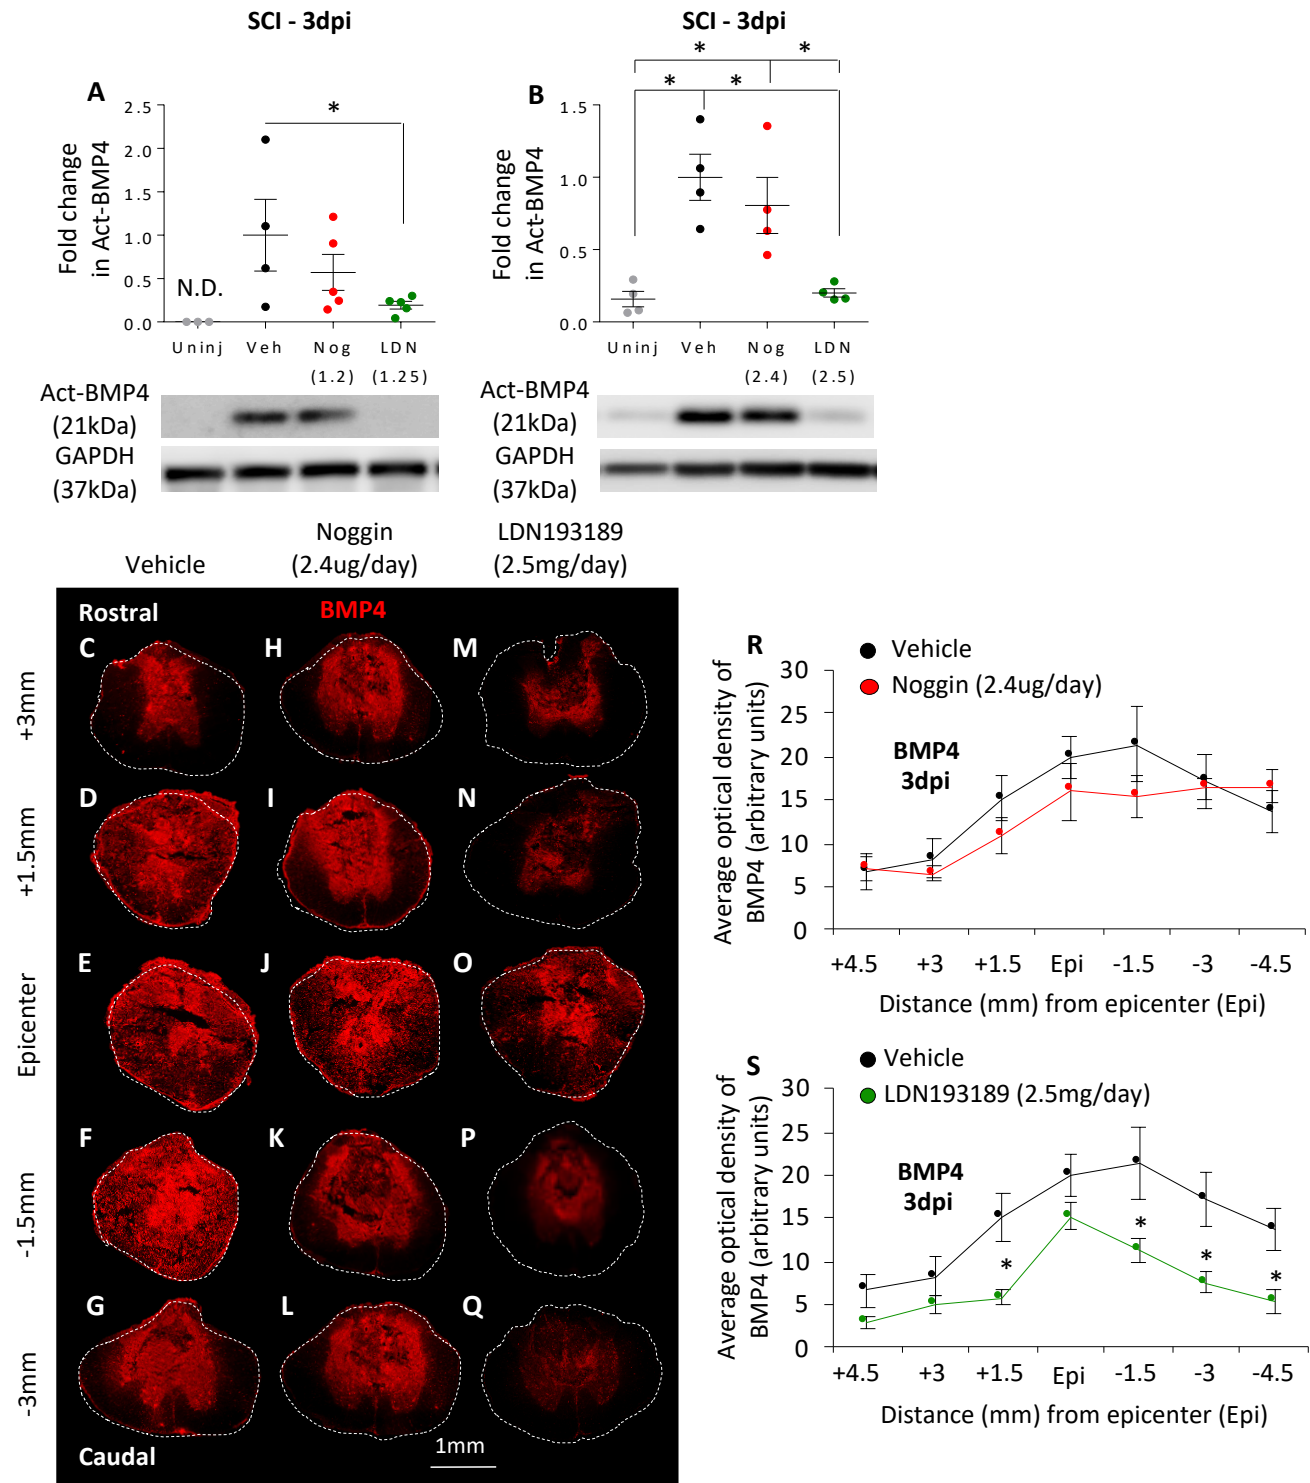 SCI - 3dpi
A
*
2.5
2.0
1.5
1.0
0.5
0.0
Fold change
in Act-BMP4
N.D.
Uninj Veh Nog LDN
(1.2) (1.25)
Act-BMP4
(21kDa)
GAPDH
(37kDa)
SCI - 3dpi
* *
* *
B
1.5
1.0
0.5
0.0
Fold change
in Act-BMP4
Uninj Veh Nog LDN
(2.4) (2.5)
Act-BMP4
(21kDa)
GAPDH
(37kDa)
Vehicle
Noggin
(2.4ug/day)
LDN193189
(2.5mg/day)
Rostral
BMP4
+3mm
C H M
+1.5mm
D I N
Epicenter
E J O
-1.5mm
F K P
-3mm
G L Q
Caudal
1mm
R
Vehicle
Noggin (2.4ug/day)
BMP4
3dpi
30
25
20
15
10
5
0
Average optical density of
BMP4 (arbitrary units)
+4.5 +3 +1.5 Epi -1.5 -3 -4.5
Distance (mm) from epicenter (Epi)
S
Vehicle
LDN193189 (2.5mg/day)
BMP4
3dpi
30
25
20
15
10
5
0
Average optical density of
BMP4 (arbitrary units)
* * * *
+4.5 +3 +1.5 Epi -1.5 -3 -4.5
Distance (mm) from epicenter (Epi)